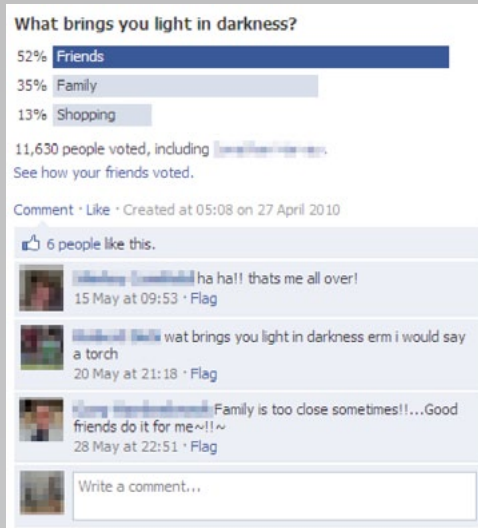 What brings you light in darkness?
52% Friends
35% Family
13% Shopping
11,630 people voted, including
See how your friends voted.
Comment · Like · Created at 05:08 on 27 April 2010
6 people like this.
ha ha!! thats me all over!
15 May at 09:53 · Flag
wat brings you light in darkness erm i would say
a torch
20 May at 21:18 · Flag
Family is too close sometimes!!...Good
friends do it for me~!!~
28 May at 22:51 · Flag
Write a comment...